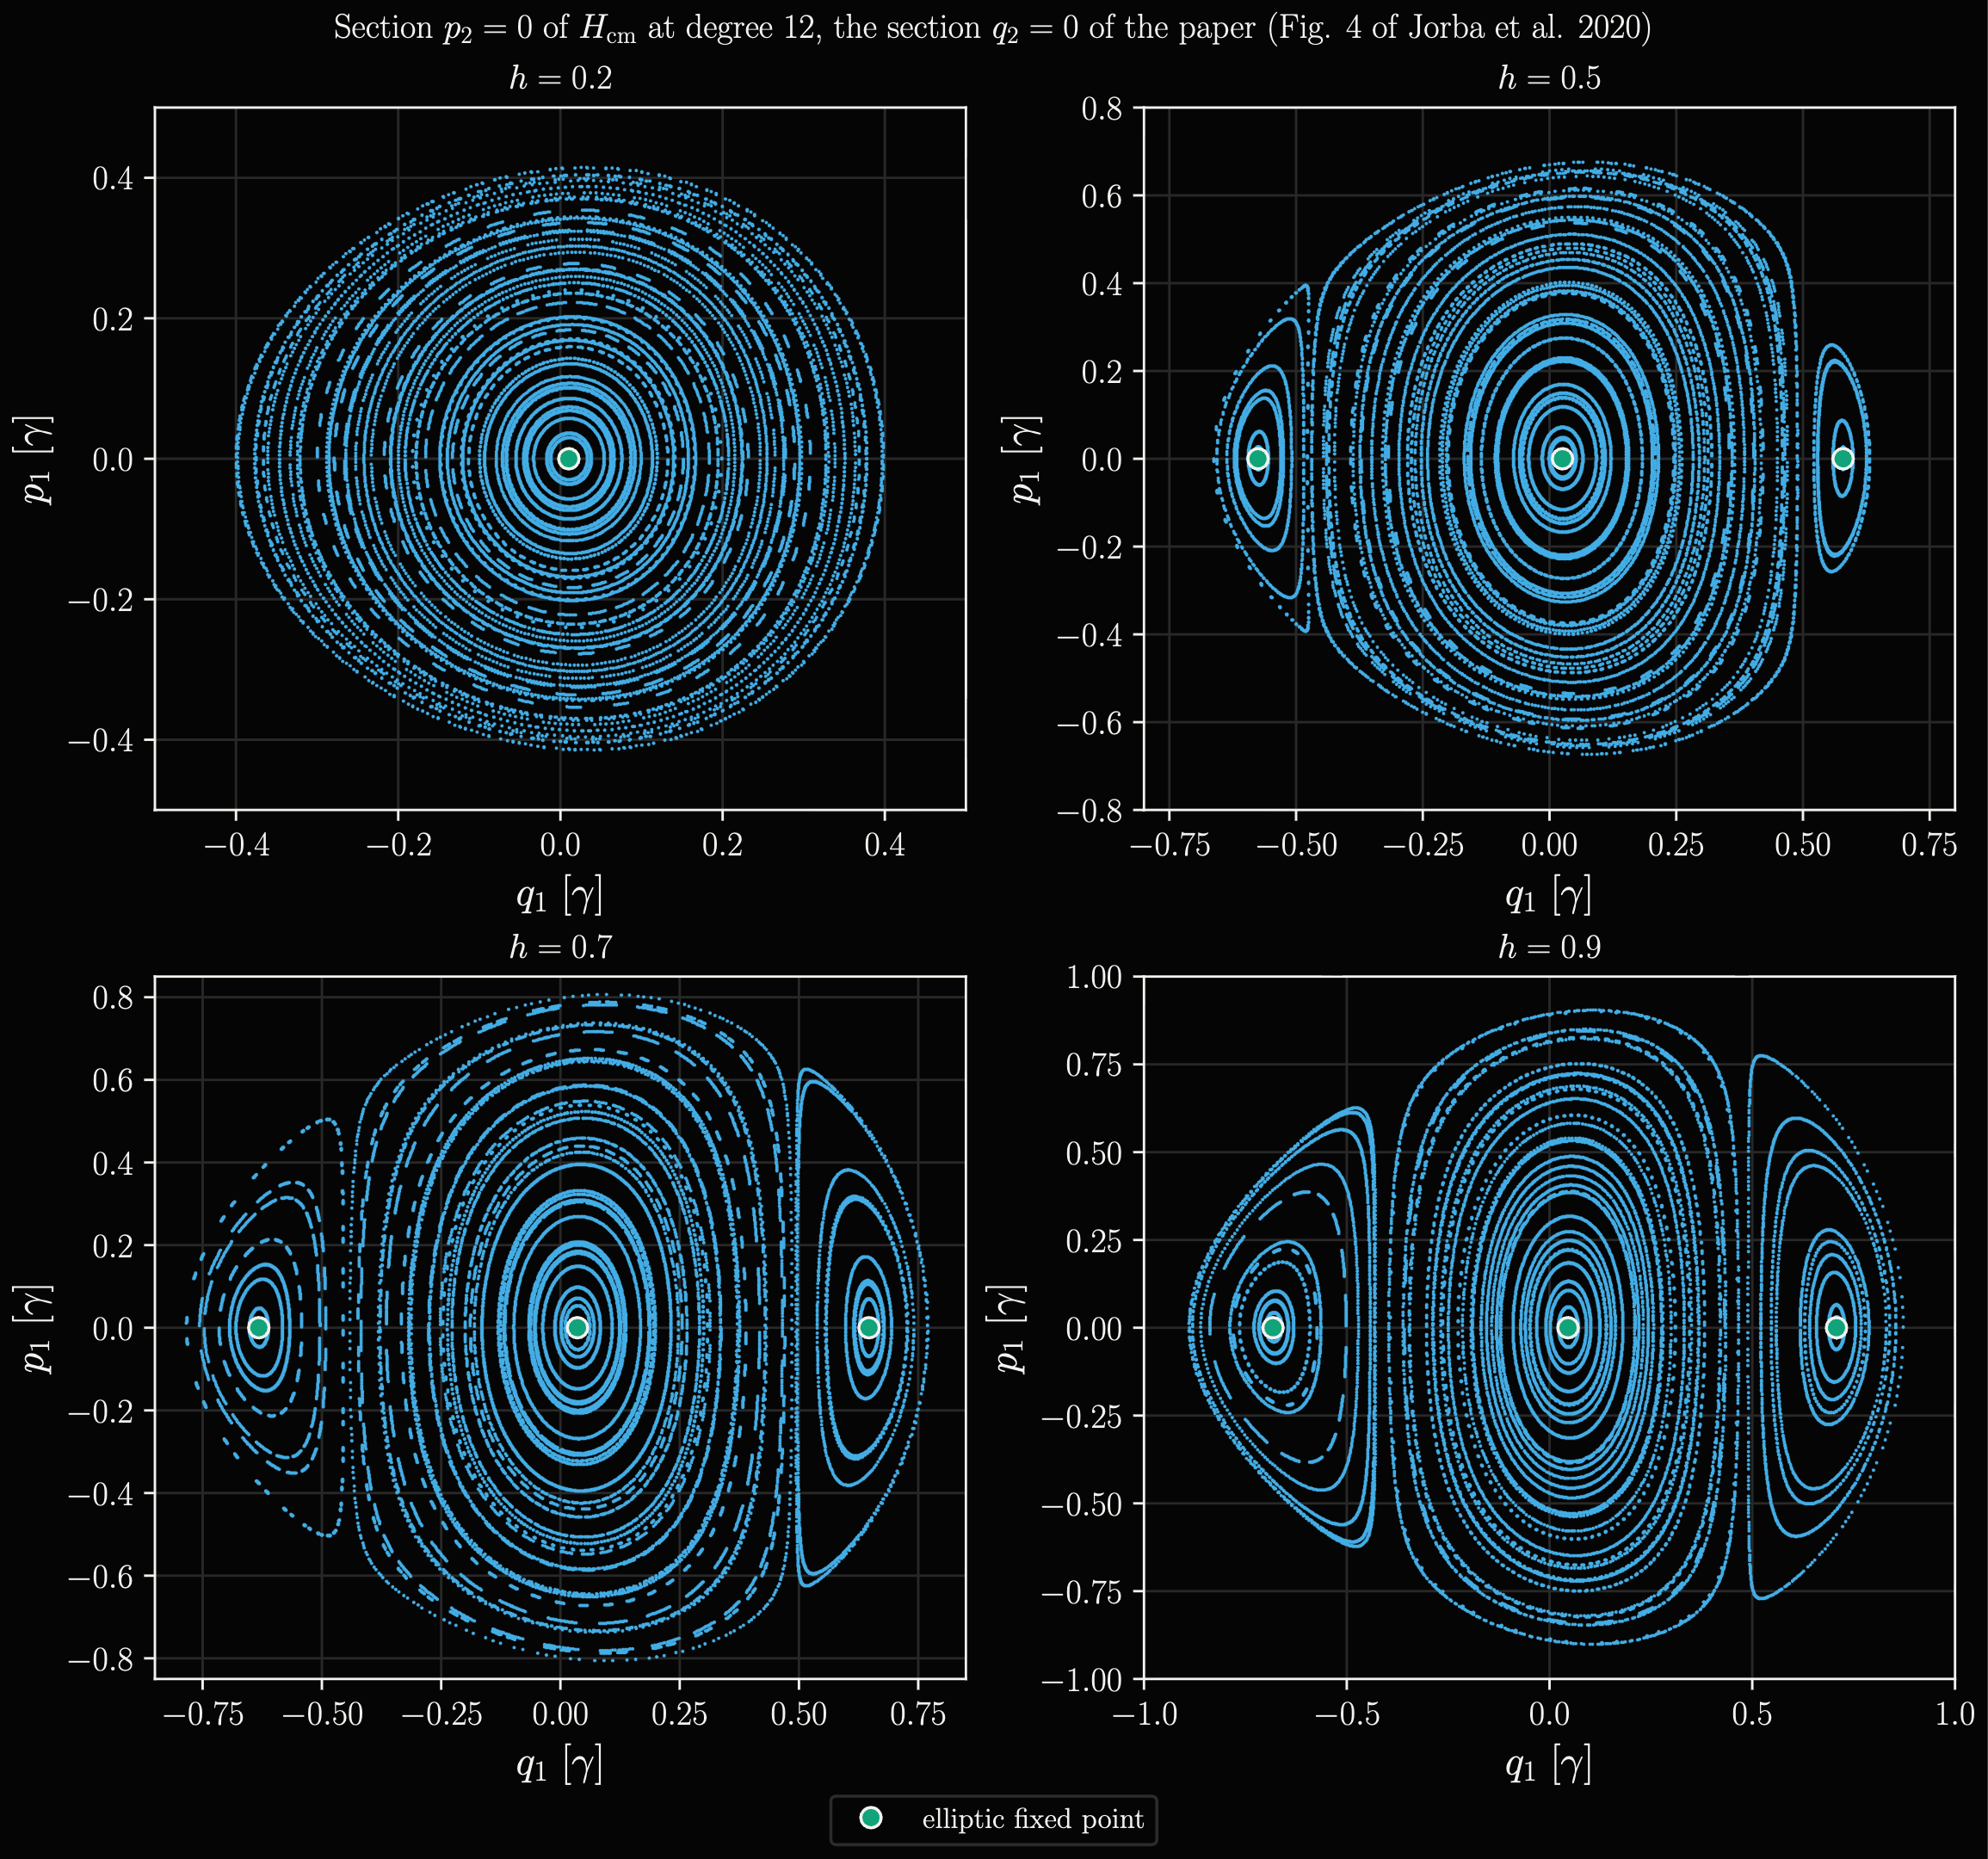 Section p₂ = 0 of H_cm at degree 12, the section q₂ = 0 of the paper (Fig. 4 of Jorba et al. 2020)
h = 0.2
0.4
0.2
0.0
−0.2
−0.4
p₁ [γ]
−0.4 −0.2 0.0 0.2 0.4
q₁ [γ]
h = 0.5
0.8
0.6
0.4
0.2
0.0
−0.2
−0.4
−0.6
−0.8
p₁ [γ]
−0.75 −0.50 −0.25 0.00 0.25 0.50 0.75
q₁ [γ]
h = 0.7
0.8
0.6
0.4
0.2
0.0
−0.2
−0.4
−0.6
−0.8
p₁ [γ]
−0.75 −0.50 −0.25 0.00 0.25 0.50 0.75
q₁ [γ]
h = 0.9
1.00
0.75
0.50
0.25
0.00
−0.25
−0.50
−0.75
−1.00
p₁ [γ]
−1.0 −0.5 0.0 0.5 1.0
q₁ [γ]
elliptic fixed point